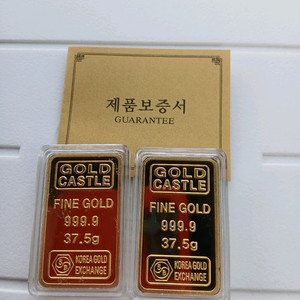 제품보증서
GUARANTEE
GOLD
CASTLE
FINE GOLD
999.9
37.5g
KOREA GOLD
EXCHANGE
GOLD
CASTLE
FINE GOLD
999.9
37.5g
KOREA GOLD
EXCHANGE